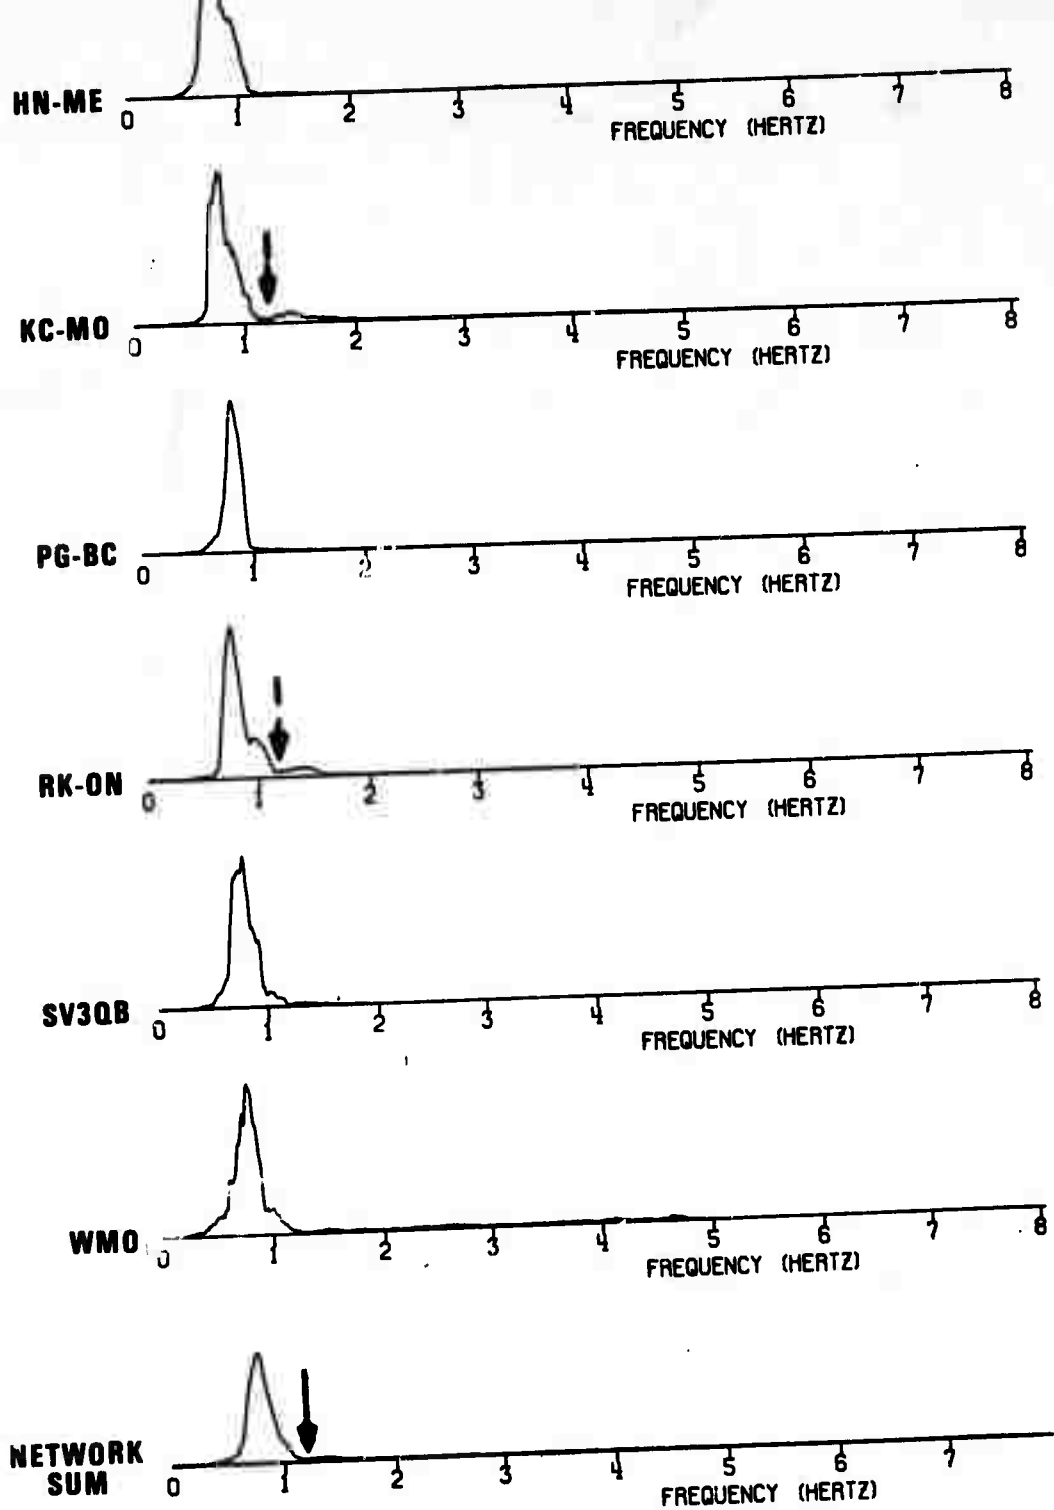 HN-ME
0 1 2 3 4 5 6 7 8
FREQUENCY (HERTZ)
KC-MO
0 1 2 3 4 5 6 7 8
FREQUENCY (HERTZ)
PG-BC
0 1 2 3 4 5 6 7 8
FREQUENCY (HERTZ)
RK-ON
0 1 2 3 4 5 6 7 8
FREQUENCY (HERTZ)
SV3QB
0 1 2 3 4 5 6 7 8
FREQUENCY (HERTZ)
WMO
0 1 2 3 4 5 6 7 8
FREQUENCY (HERTZ)
NETWORK
SUM
0 1 2 3 4 5 6 7
FREQUENCY (HERTZ)